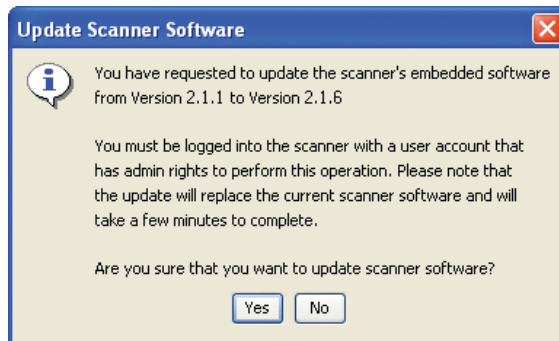 Update Scanner Software
You have requested to update the scanner's embedded software
from Version 2.1.1 to Version 2.1.6
You must be logged into the scanner with a user account that
has admin rights to perform this operation. Please note that
the update will replace the current scanner software and will
take a few minutes to complete.
Are you sure that you want to update scanner software?
Yes No